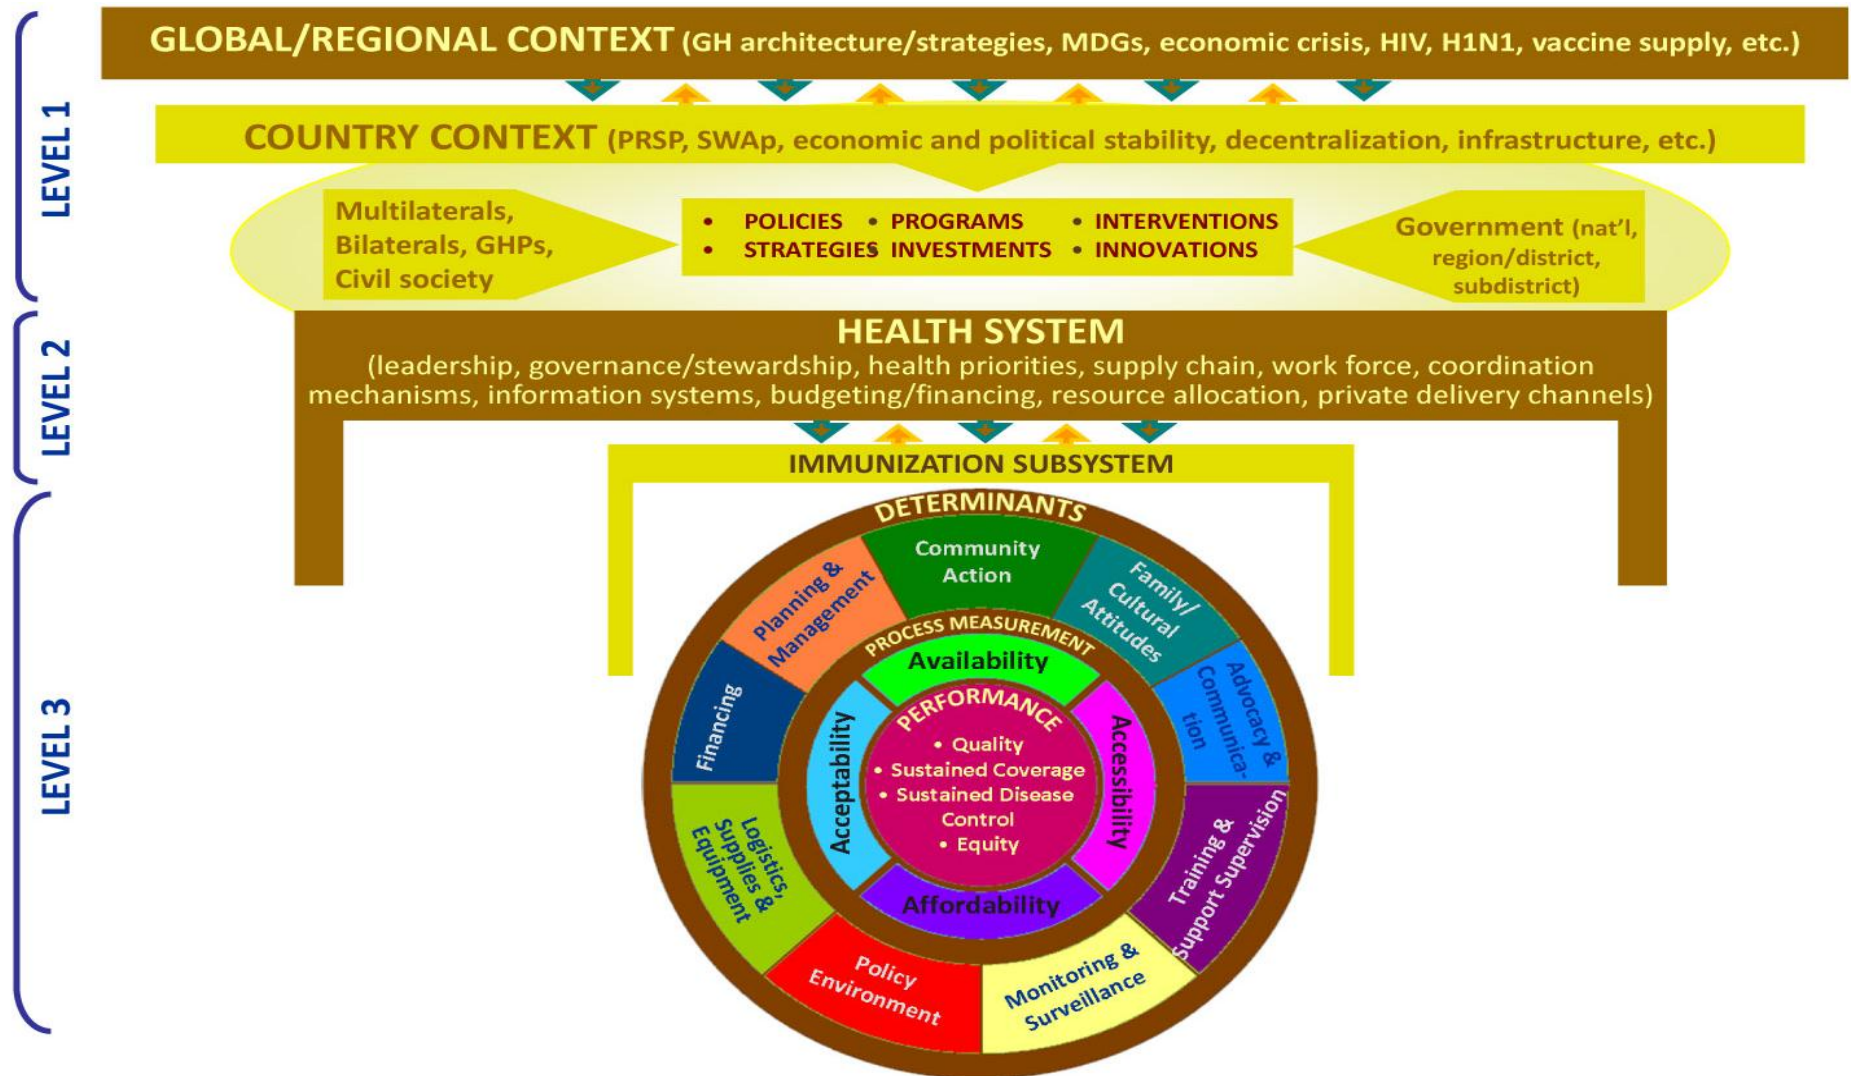 LEVEL 1
GLOBAL/REGIONAL CONTEXT (GH architecture/strategies, MDGs, economic crisis, HIV, H1N1, vaccine supply, etc.)
COUNTRY CONTEXT (PRSP, SWAp, economic and political stability, decentralization, infrastructure, etc.)
Multilaterals,
Bilaterals, GHPs,
Civil society
• POLICIES • PROGRAMS • INTERVENTIONS
• STRATEGIES • INVESTMENTS • INNOVATIONS
Government (nat'l,
region/district,
subdistrict)
LEVEL 2
HEALTH SYSTEM
(leadership, governance/stewardship, health priorities, supply chain, work force, coordination
mechanisms, information systems, budgeting/financing, resource allocation, private delivery channels)
LEVEL 3
IMMUNIZATION SUBSYSTEM
DETERMINANTS
Community
Action
Family/
Cultural
Attitudes
Advocacy &
Communica-
tion
Training &
Support Supervision
Monitoring &
Surveillance
Policy
Environment
Logistics,
Supplies &
Equipment
Financing
Planning &
Management
PROCESS MEASUREMENT
Availability
Accessibility
Affordability
Acceptability
PERFORMANCE
• Quality
• Sustained Coverage
• Sustained Disease
Control
• Equity